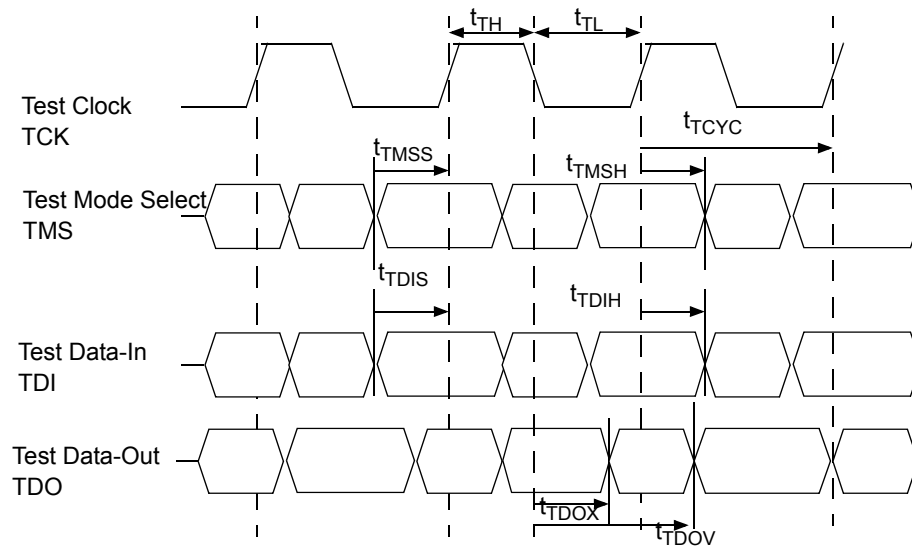 tTH
tTL
Test Clock
TCK
tTCYC
tTMSS
tTMSH
Test Mode Select
TMS
tTDIS
tTDIH
Test Data-In
TDI
Test Data-Out
TDO
tTDOX
tTDOV